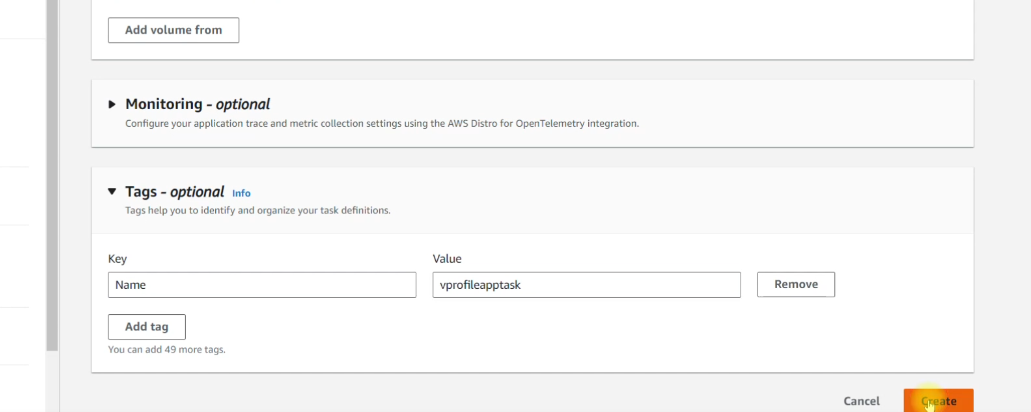 Add volume from
Monitoring - optional
Configure your application trace and metric collection settings using the AWS Distro for OpenTelemetry integration.
Tags - optional Info
Tags help you to identify and organize your task definitions.
Key Value
Name vprofileapptask Remove
Add tag
You can add 49 more tags.
Cancel Create